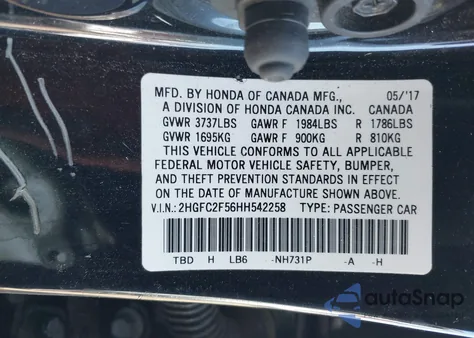 MFD. BY HONDA OF CANADA MFG., 05/'17
A DIVISION OF HONDA CANADA INC. CANADA
GVWR 3737LBS GAWR F 1984LBS R 1786LBS
GVWR 1695KG GAWR F 900KG R 810KG
THIS VEHICLE CONFORMS TO ALL APPLICABLE
FEDERAL MOTOR VEHICLE SAFETY, BUMPER,
AND THEFT PREVENTION STANDARDS IN EFFECT
ON THE DATE OF MANUFACTURE SHOWN ABOVE.
V.I.N.: 2HGFC2F56HH542258 TYPE: PASSENGER CAR
TBD H LB6 -NH731P -A -H
autoSnap